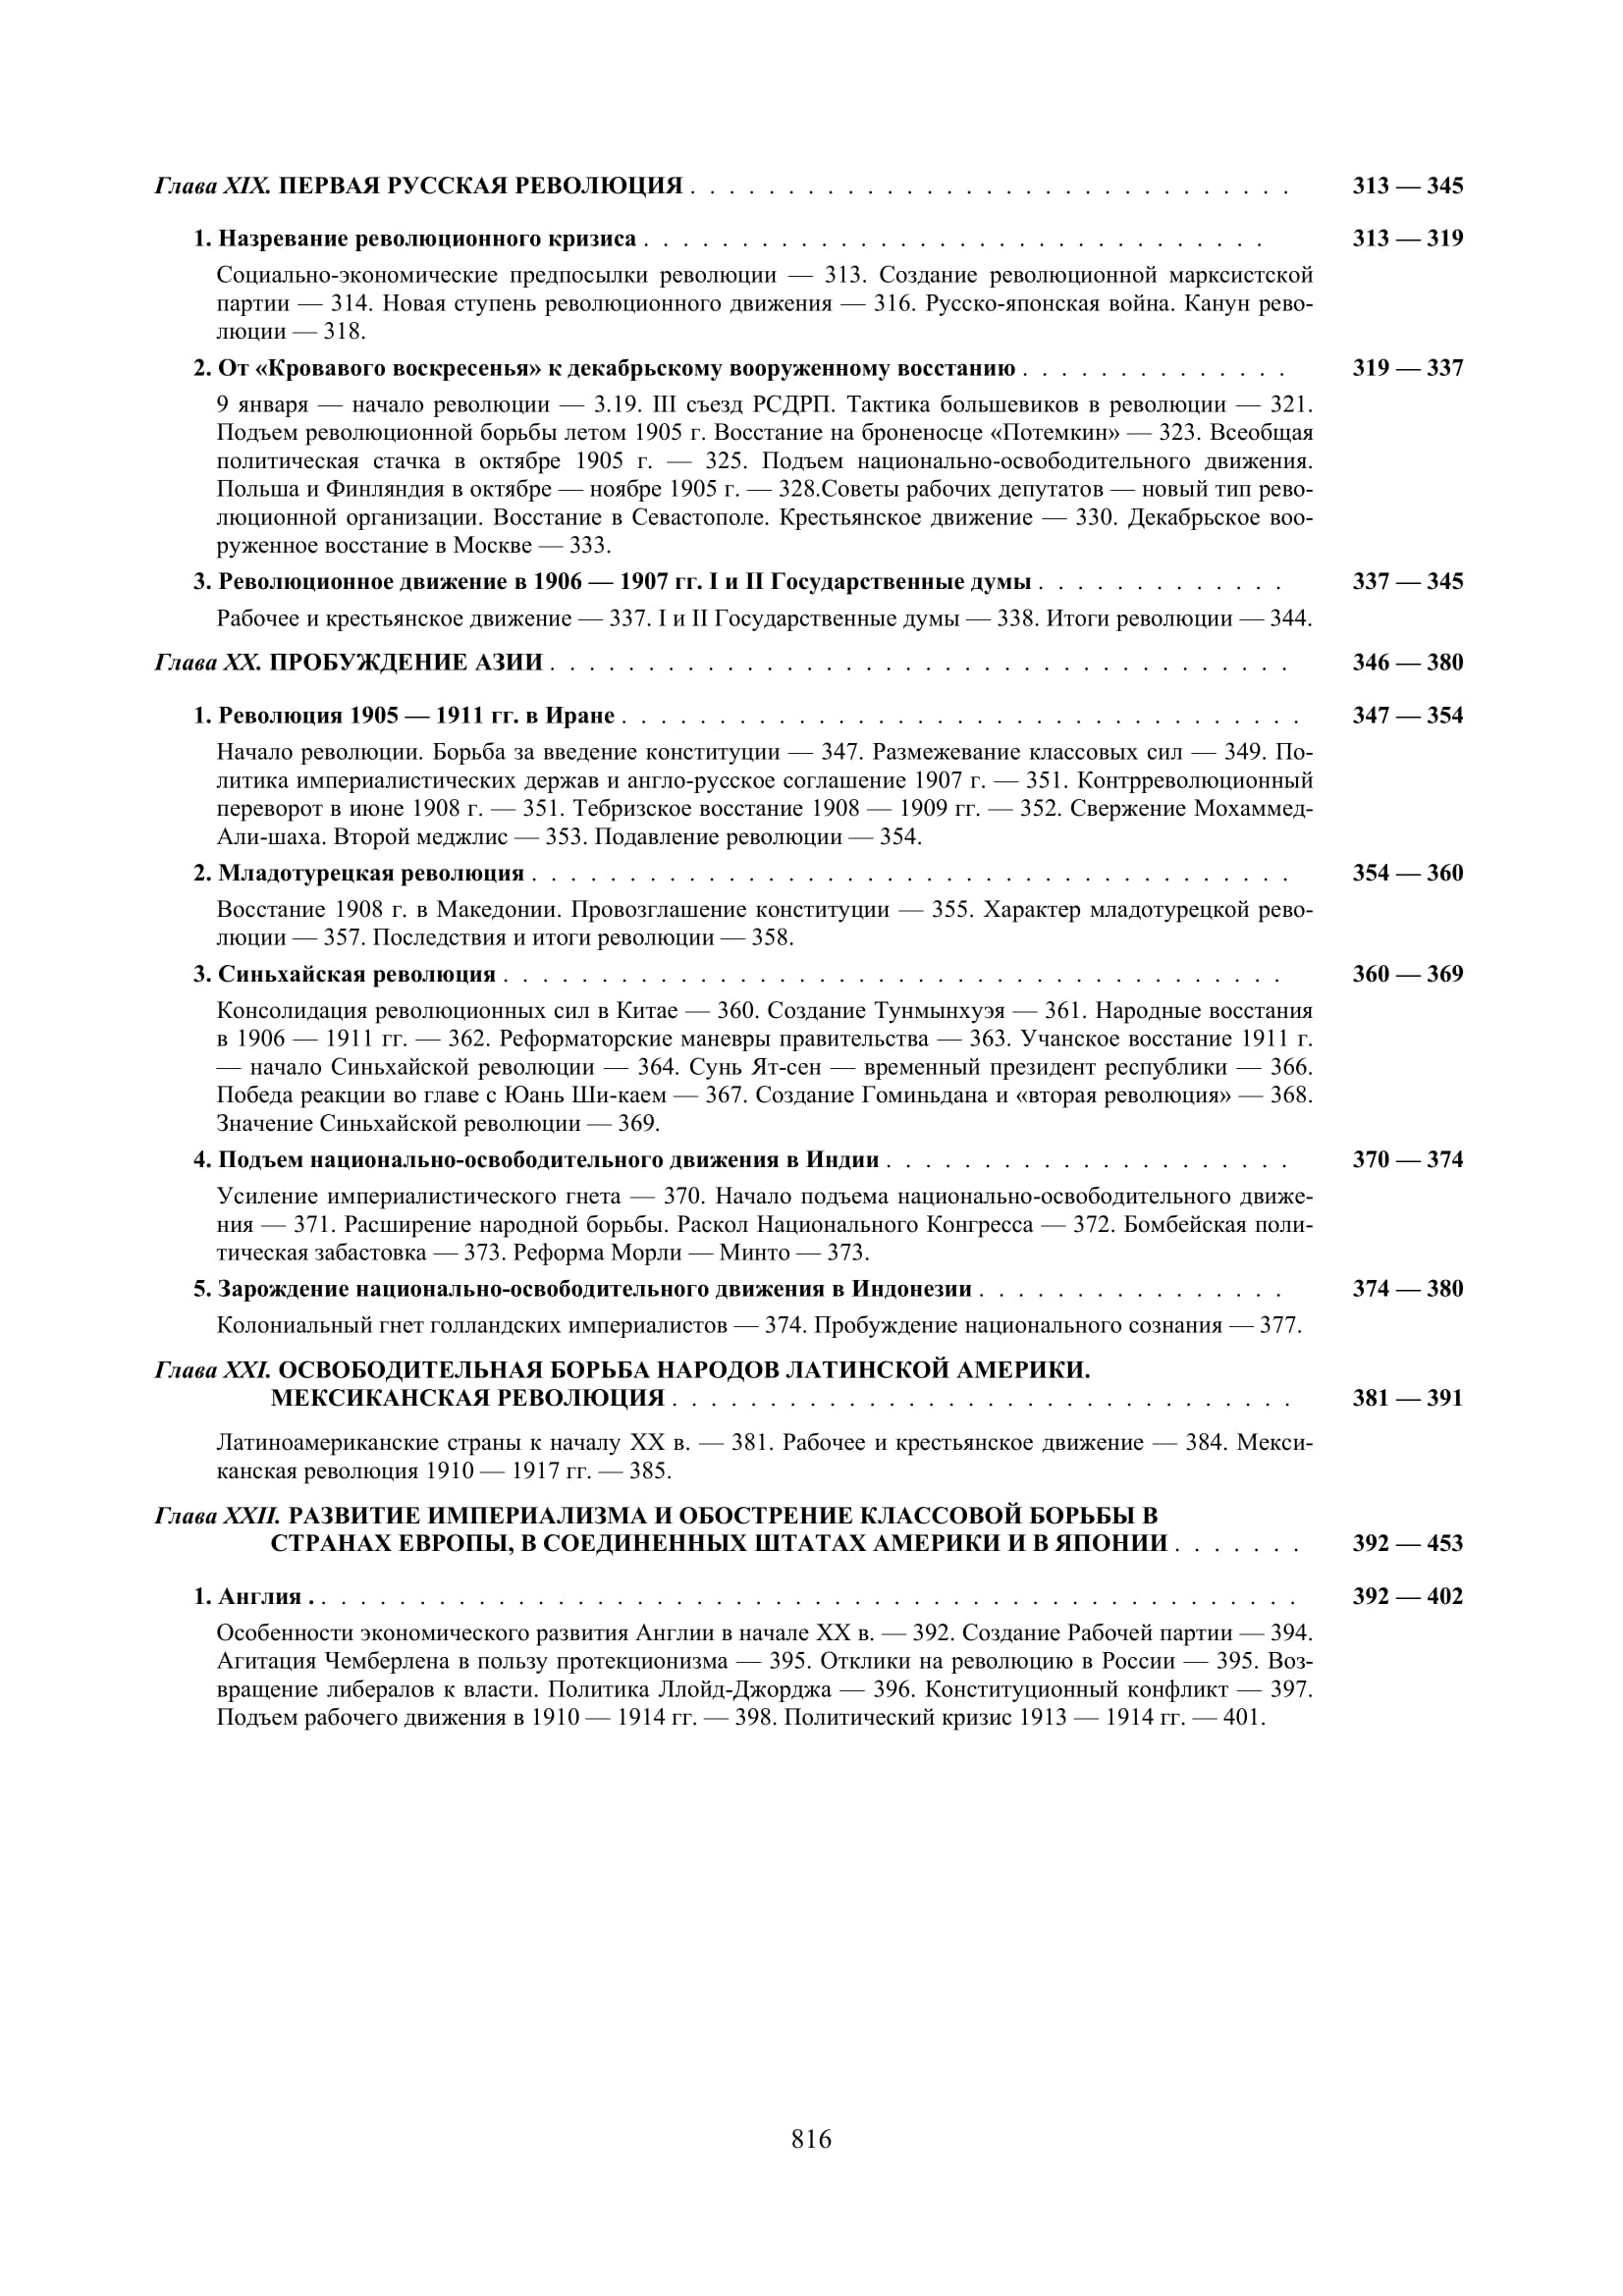 Глава XIX. ПЕРВАЯ РУССКАЯ РЕВОЛЮЦИЯ . . . . . . . . . . . . . . . . . . . . . . . . . . . . . . . 313 — 345
1. Назревание революционного кризиса . . . . . . . . . . . . . . . . . . . . . . . . . . . . . . . . 313 — 319
Социально-экономические предпосылки революции — 313. Создание революционной марксистской
партии — 314. Новая ступень революционного движения — 316. Русско-японская война. Канун рево-
люции — 318.
2. От «Кровавого воскресенья» к декабрьскому вооруженному восстанию . . . . . . . . . . . . . . 319 — 337
9 января — начало революции — 3.19. III съезд РСДРП. Тактика большевиков в революции — 321.
Подъем революционной борьбы летом 1905 г. Восстание на броненосце «Потемкин» — 323. Всеобщая
политическая стачка в октябре 1905 г. — 325. Подъем национально-освободительного движения.
Польша и Финляндия в октябре — ноябре 1905 г. — 328.Советы рабочих депутатов — новый тип рево-
люционной организации. Восстание в Севастополе. Крестьянское движение — 330. Декабрьское воо-
руженное восстание в Москве — 333.
3. Революционное движение в 1906 — 1907 гг. I и II Государственные думы . . . . . . . . . . . . . 337 — 345
Рабочее и крестьянское движение — 337. I и II Государственные думы — 338. Итоги революции — 344.
Глава XX. ПРОБУЖДЕНИЕ АЗИИ . . . . . . . . . . . . . . . . . . . . . . . . . . . . . . . . . . . . . . 346 — 380
1. Революция 1905 — 1911 гг. в Иране . . . . . . . . . . . . . . . . . . . . . . . . . . . . . . . . . . . 347 — 354
Начало революции. Борьба за введение конституции — 347. Размежевание классовых сил — 349. По-
литика империалистических держав и англо-русское соглашение 1907 г. — 351. Контрреволюционный
переворот в июне 1908 г. — 351. Тебризское восстание 1908 — 1909 гг. — 352. Свержение Мохаммед-
Али-шаха. Второй меджлис — 353. Подавление революции — 354.
2. Младотурецкая революция . . . . . . . . . . . . . . . . . . . . . . . . . . . . . . . . . . . . . . . 354 — 360
Восстание 1908 г. в Македонии. Провозглашение конституции — 355. Характер младотурецкой рево-
люции — 357. Последствия и итоги революции — 358.
3. Синьхайская революция . . . . . . . . . . . . . . . . . . . . . . . . . . . . . . . . . . . . . . . . 360 — 369
Консолидация революционных сил в Китае — 360. Создание Тунмынхуэя — 361. Народные восстания
в 1906 — 1911 гг. — 362. Реформаторские маневры правительства — 363. Учанское восстание 1911 г.
— начало Синьхайской революции — 364. Сунь Ят-сен — временный президент республики — 366.
Победа реакции во главе с Юань Ши-каем — 367. Создание Гоминьдана и «вторая революция» — 368.
Значение Синьхайской революции — 369.
4. Подъем национально-освободительного движения в Индии . . . . . . . . . . . . . . . . . . . . . 370 — 374
Усиление империалистического гнета — 370. Начало подъема национально-освободительного движе-
ния — 371. Расширение народной борьбы. Раскол Национального Конгресса — 372. Бомбейская поли-
тическая забастовка — 373. Реформа Морли — Минто — 373.
5. Зарождение национально-освободительного движения в Индонезии . . . . . . . . . . . . . . . . 374 — 380
Колониальный гнет голландских империалистов — 374. Пробуждение национального сознания — 377.
Глава XXI. ОСВОБОДИТЕЛЬНАЯ БОРЬБА НАРОДОВ ЛАТИНСКОЙ АМЕРИКИ.
МЕКСИКАНСКАЯ РЕВОЛЮЦИЯ . . . . . . . . . . . . . . . . . . . . . . . . . . . . . . . . 381 — 391
Латиноамериканские страны к началу XX в. — 381. Рабочее и крестьянское движение — 384. Мекси-
канская революция 1910 — 1917 гг. — 385.
Глава XXII. РАЗВИТИЕ ИМПЕРИАЛИЗМА И ОБОСТРЕНИЕ КЛАССОВОЙ БОРЬБЫ В
СТРАНАХ ЕВРОПЫ, В СОЕДИНЕННЫХ ШТАТАХ АМЕРИКИ И В ЯПОНИИ . . . . . . . 392 — 453
1. Англия . . . . . . . . . . . . . . . . . . . . . . . . . . . . . . . . . . . . . . . . . . . . . . . . . . . 392 — 402
Особенности экономического развития Англии в начале XX в. — 392. Создание Рабочей партии — 394.
Агитация Чемберлена в пользу протекционизма — 395. Отклики на революцию в России — 395. Воз-
вращение либералов к власти. Политика Ллойд-Джорджа — 396. Конституционный конфликт — 397.
Подъем рабочего движения в 1910 — 1914 гг. — 398. Политический кризис 1913 — 1914 гг. — 401.
816